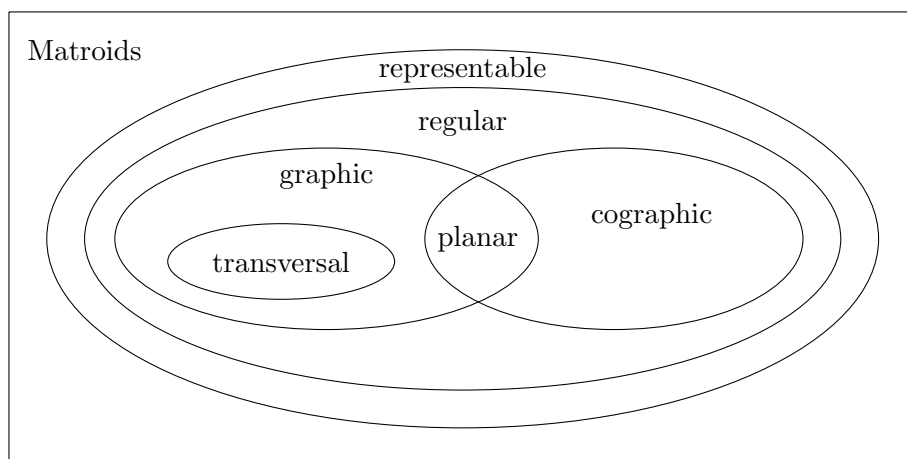 Matroids
representable
regular
graphic
cographic
planar
transversal